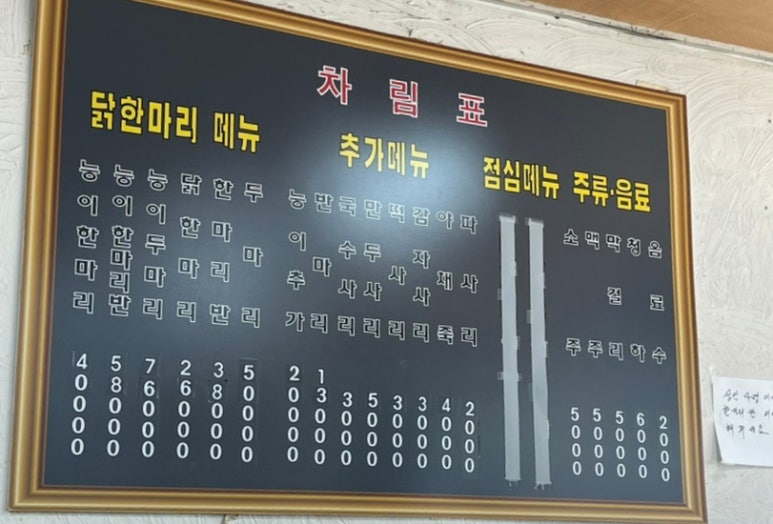 차림표
닭한마리 메뉴
능이한마리 40000
능이한마리반 58000
능이두마리 76000
닭한마리 26000
한마리반 38000
두마리 50000
추가메뉴
능이추가 20000
반마리 13000
국수사리 3000
만두사리 5000
떡사리 3000
감자사리 3000
야채죽 4000
파사리 2000
점심메뉴
주류·음료
소주 5000
맥주 5000
막걸리 5000
청하 6000
음료수 2000